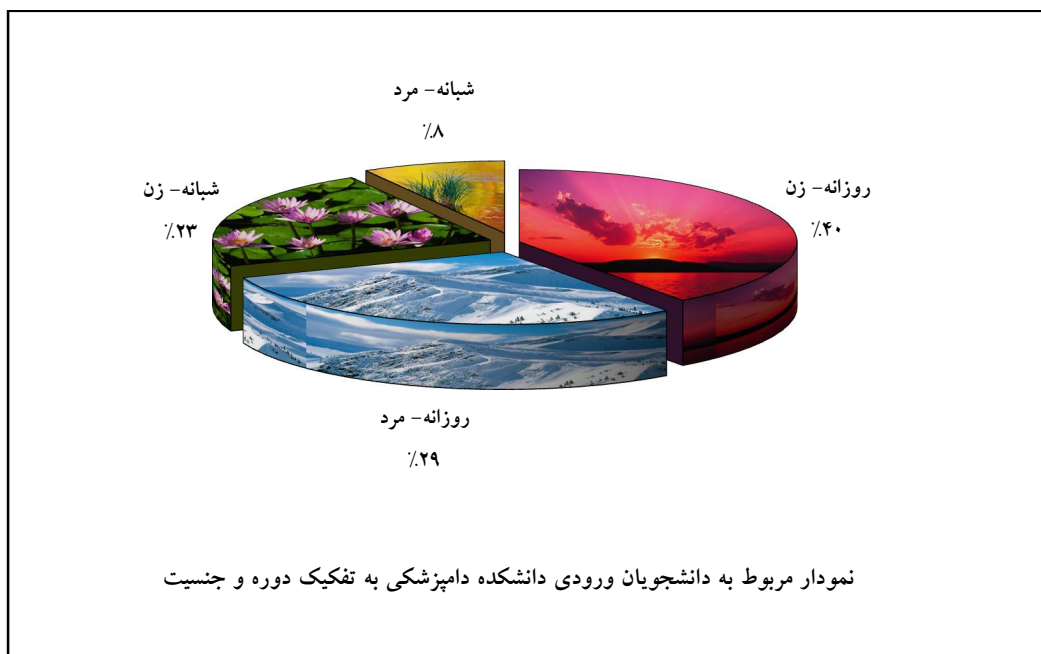 شبانه- مرد
٪۸
روزانه- زن
٪۴۰
شبانه- زن
٪۲۳
روزانه- مرد
٪۲۹
نمودار مربوط به دانشجویان ورودی دانشکده دامپزشکی به تفکیک دوره و جنسیت